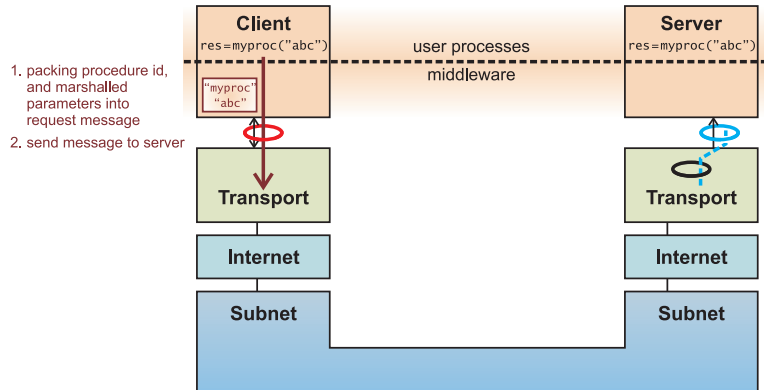 Client
res=myproc("abc")
Server
res=myproc("abc")
user processes
middleware
1. packing procedure id,
and marshalled
parameters into
request message
2. send message to server
"myproc"
"abc"
Transport
Transport
Internet
Internet
Subnet
Subnet